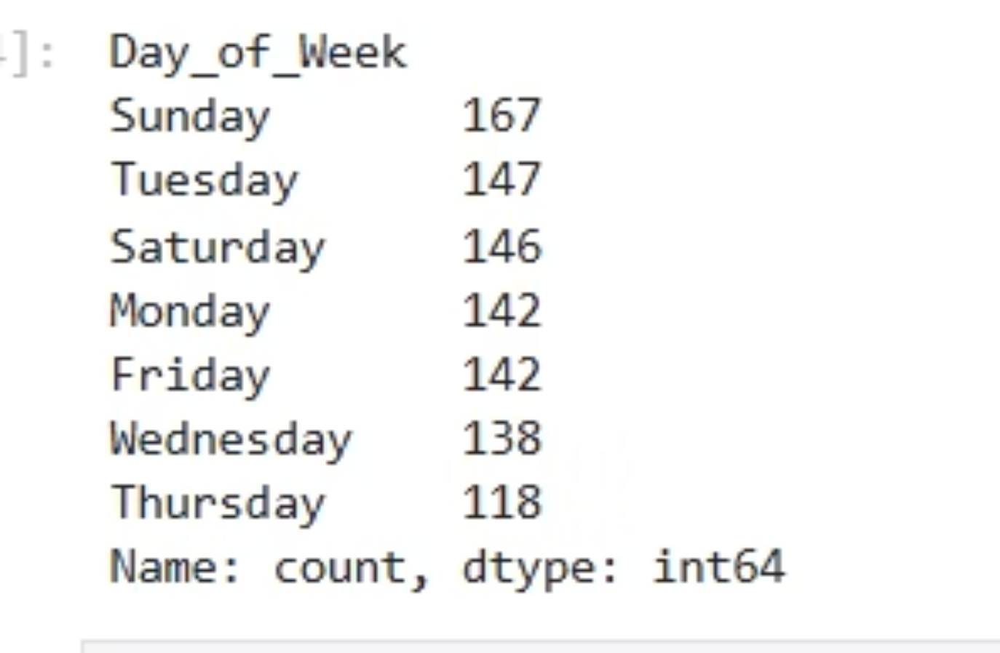 ]:
Day_of_Week
Sunday 167
Tuesday 147
Saturday 146
Monday 142
Friday 142
Wednesday 138
Thursday 118
Name: count, dtype: int64